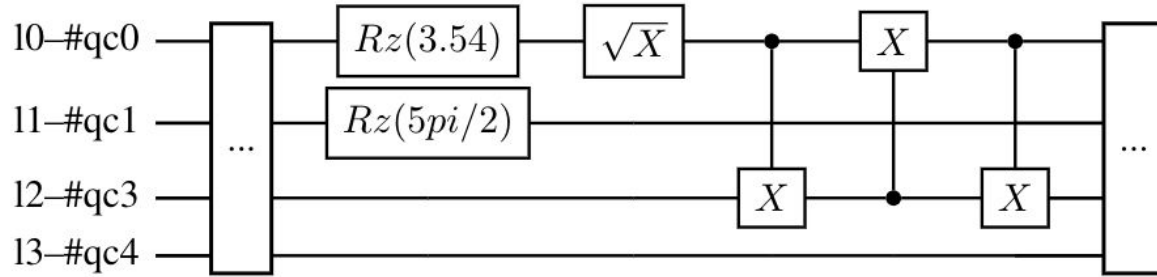 l0–#qc0 Rz(3.54) √X X
l1–#qc1 ... Rz(5pi/2) ...
l2–#qc3 X X
l3–#qc4